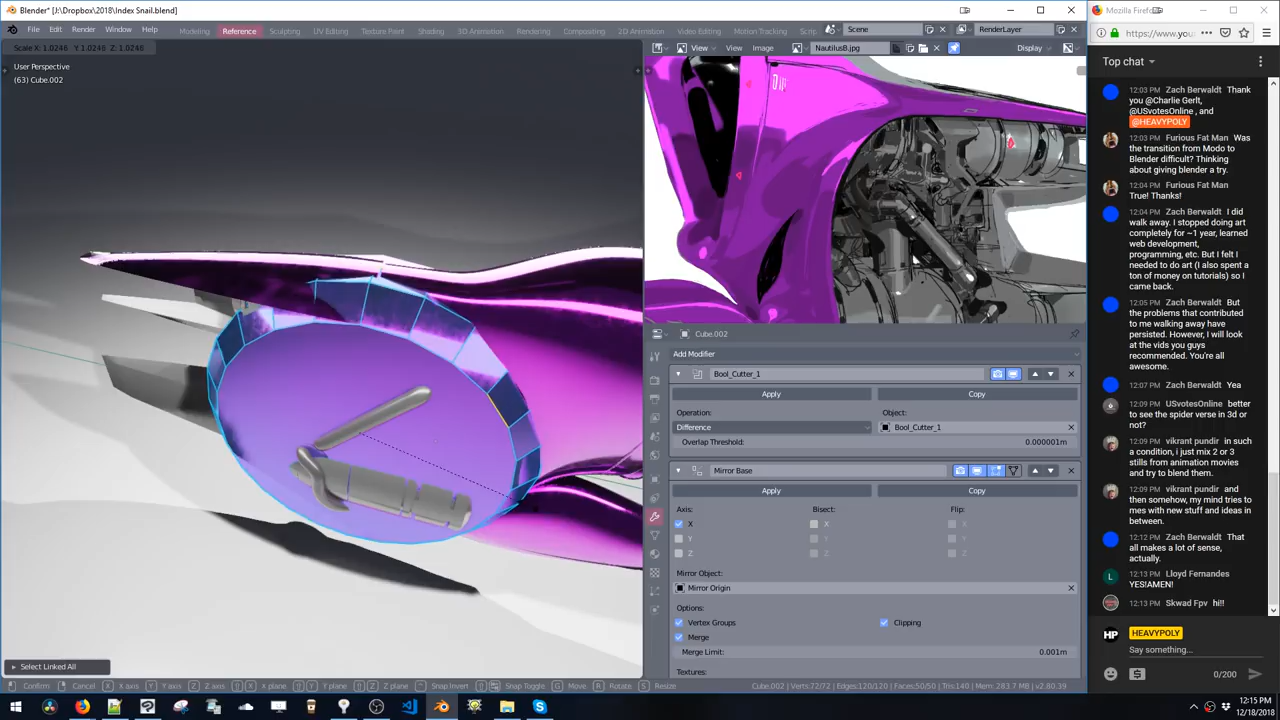 Blender* [J:\Dropbox\2018\Index Snail.blend]
File Edit Render Window Help
Modeling Reference Sculpting UV Editing Texture Paint Shading 3D Animation Rendering Compositing 2D Animation Video Editing Motion Tracking Scrip
Scene
RenderLayer
Scale X: 1.0246 Y: 1.0246 Z: 1.0246
View View Image
NautilusB.jpg
Display
User Perspective
(63) Cube.002
Cube.002
Add Modifier
Bool_Cutter_1
Apply Copy
Operation: Object:
Difference Bool_Cutter_1
Overlap Threshold: 0.000001m
Mirror Base
Apply Copy
Axis: Bisect: Flip:
X X X
Y Y Y
Z Z Z
Mirror Object:
Mirror Origin
Options:
Vertex Groups Clipping
Merge
Merge Limit: 0.001m
Textures:
Select Linked All
Confirm Cancel X axis Y axis Z axis X plane Y plane Z plane Snap Invert Snap Toggle Move Rotate Resize
Cube.002 | Verts:72/72 | Edges:120/120 | Faces:50/50 | Tris:140 | Mem:283.7 MB | v2.80.39
Mozilla Firef
https://www.you
Top chat
12:03 PM Zach Berwaldt Thank
you @Charlie Gerlt,
@USvotesOnline , and
@HEAVYPOLY
12:03 PM Furious Fat Man Was
the transition from Modo to
Blender difficult? Thinking
about giving blender a try.
12:04 PM Furious Fat Man
True! Thanks!
12:04 PM Zach Berwaldt I did
walk away. I stopped doing art
completely for ~1 year, learned
web development,
programming, etc. But I felt I
needed to do art (I also spent a
ton of money on tutorials) so I
came back.
12:05 PM Zach Berwaldt But
the problems that contributed
to me walking away have
persisted. However, I will look
at the vids you guys
recommended. You're all
awesome.
12:07 PM Zach Berwaldt Yea
12:09 PM USvotesOnline better
to see the spider verse in 3d or
not?
12:09 PM vikrant pundir in such
a condition, i just mix 2 or 3
stills from animation movies
and try to blend them.
12:09 PM vikrant pundir and
then somehow, my mind tries to
mes with new stuff and ideas in
between.
12:12 PM Zach Berwaldt That
all makes a lot of sense,
actually.
12:13 PM Lloyd Fernandes
YES!AMEN!
12:13 PM Skwad Fpv hi!!
HP HEAVYPOLY
Say something...
0/200
12:15 PM
12/18/2018